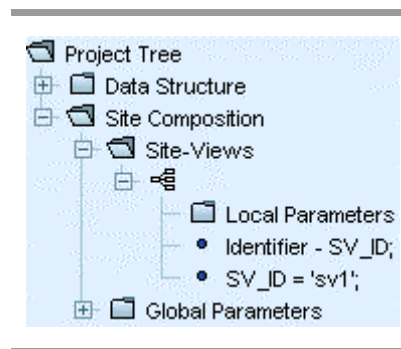 Project Tree
Data Structure
Site Composition
Site-Views
Local Parameters
Identifier - SV_ID;
SV_ID = 'sv1';
Global Parameters